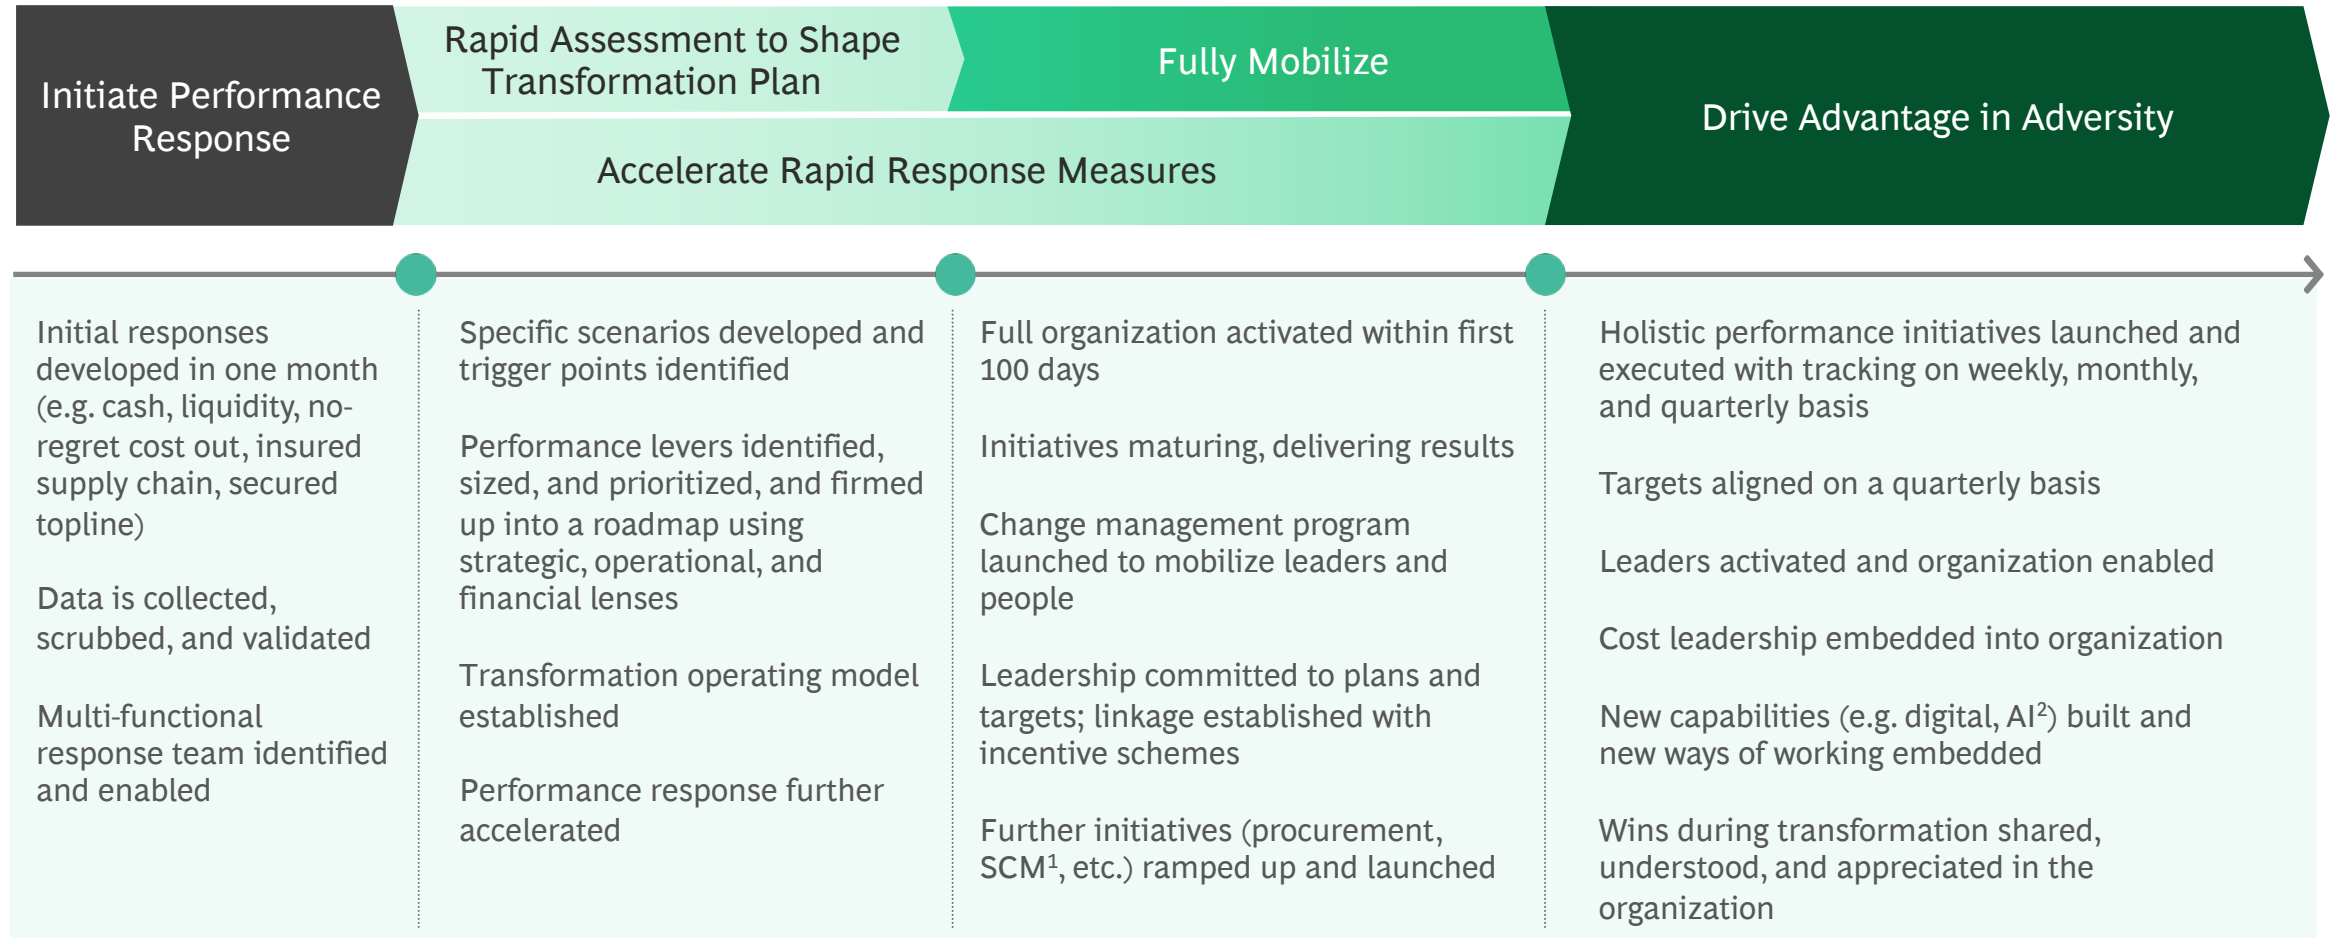 Initiate Performance
Response
Rapid Assessment to Shape
Transformation Plan
Fully Mobilize
Accelerate Rapid Response Measures
Drive Advantage in Adversity
Initial responses
developed in one month
(e.g. cash, liquidity, no-
regret cost out, insured
supply chain, secured
topline)
Data is collected,
scrubbed, and validated
Multi-functional
response team identified
and enabled
Specific scenarios developed and
trigger points identified
Performance levers identified,
sized, and prioritized, and firmed
up into a roadmap using
strategic, operational, and
financial lenses
Transformation operating model
established
Performance response further
accelerated
Full organization activated within first
100 days
Initiatives maturing, delivering results
Change management program
launched to mobilize leaders and
people
Leadership committed to plans and
targets; linkage established with
incentive schemes
Further initiatives (procurement,
SCM¹, etc.) ramped up and launched
Holistic performance initiatives launched and
executed with tracking on weekly, monthly,
and quarterly basis
Targets aligned on a quarterly basis
Leaders activated and organization enabled
Cost leadership embedded into organization
New capabilities (e.g. digital, AI²) built and
new ways of working embedded
Wins during transformation shared,
understood, and appreciated in the
organization